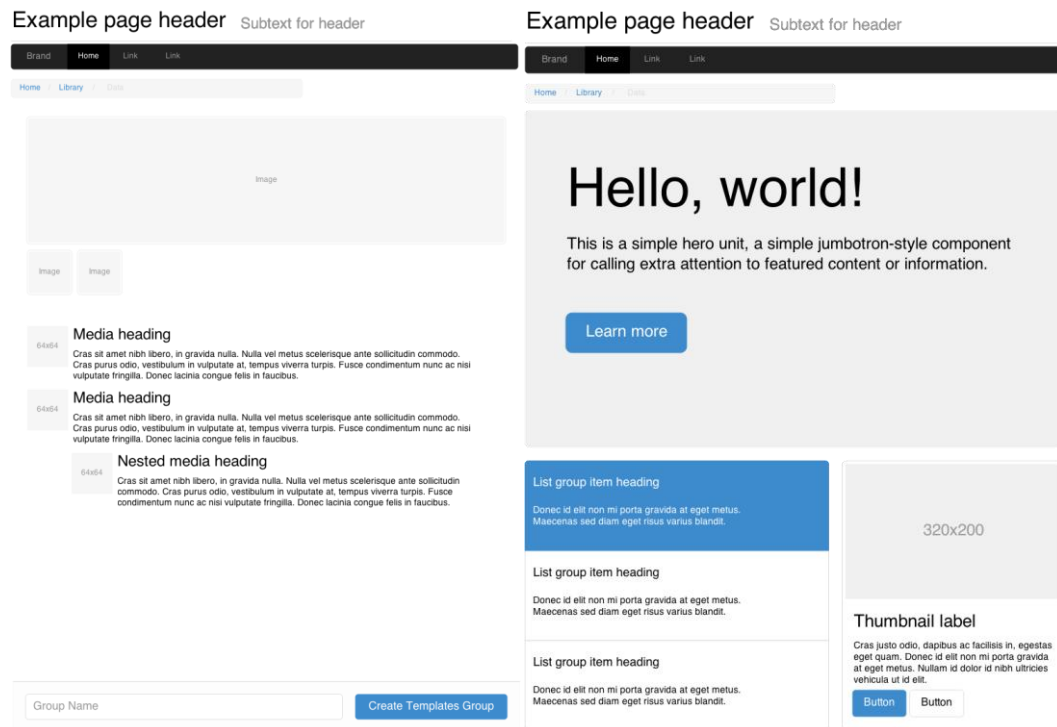 Example page header Subtext for header
Brand Home Link Link
Home / Library / Data
Image
Image Image
64x64
Media heading
Cras sit amet nibh libero, in gravida nulla. Nulla vel metus scelerisque ante sollicitudin commodo.
Cras purus odio, vestibulum in vulputate at, tempus viverra turpis. Fusce condimentum nunc ac nisi
vulputate fringilla. Donec lacinia congue felis in faucibus.
64x64
Media heading
Cras sit amet nibh libero, in gravida nulla. Nulla vel metus scelerisque ante sollicitudin commodo.
Cras purus odio, vestibulum in vulputate at, tempus viverra turpis. Fusce condimentum nunc ac nisi
vulputate fringilla. Donec lacinia congue felis in faucibus.
64x64
Nested media heading
Cras sit amet nibh libero, in gravida nulla. Nulla vel metus scelerisque ante sollicitudin
commodo. Cras purus odio, vestibulum in vulputate at, tempus viverra turpis. Fusce
condimentum nunc ac nisi vulputate fringilla. Donec lacinia congue felis in faucibus.
Group Name
Create Templates Group
Example page header Subtext for header
Brand Home Link Link
Home / Library / Data
Hello, world!
This is a simple hero unit, a simple jumbotron-style component
for calling extra attention to featured content or information.
Learn more
List group item heading
Donec id elit non mi porta gravida at eget metus.
Maecenas sed diam eget risus varius blandit.
List group item heading
Donec id elit non mi porta gravida at eget metus.
Maecenas sed diam eget risus varius blandit.
List group item heading
Donec id elit non mi porta gravida at eget metus.
Maecenas sed diam eget risus varius blandit.
320x200
Thumbnail label
Cras justo odio, dapibus ac facilisis in, egestas
eget quam. Donec id elit non mi porta gravida
at eget metus. Nullam id dolor id nibh ultricies
vehicula ut id elit.
Button Button